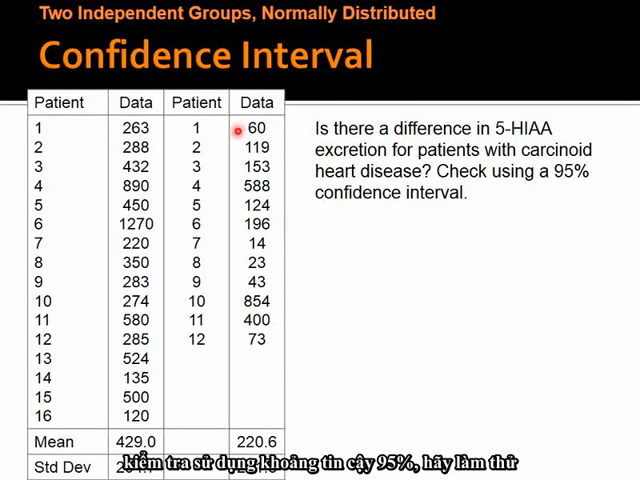 Two Independent Groups, Normally Distributed
Confidence Interval
Patient Data Patient Data
1 263 1 60
2 288 2 119
3 432 3 153
4 890 4 588
5 450 5 124
6 1270 6 196
7 220 7 14
8 350 8 23
9 283 9 43
10 274 10 854
11 580 11 400
12 285 12 73
13 524
14 135
15 500
16 120
Mean 429.0 220.6
Std Dev
Is there a difference in 5-HIAA
excretion for patients with carcinoid
heart disease? Check using a 95%
confidence interval.
kiểm tra sử dụng khoảng tin cậy 95%, hãy làm thử